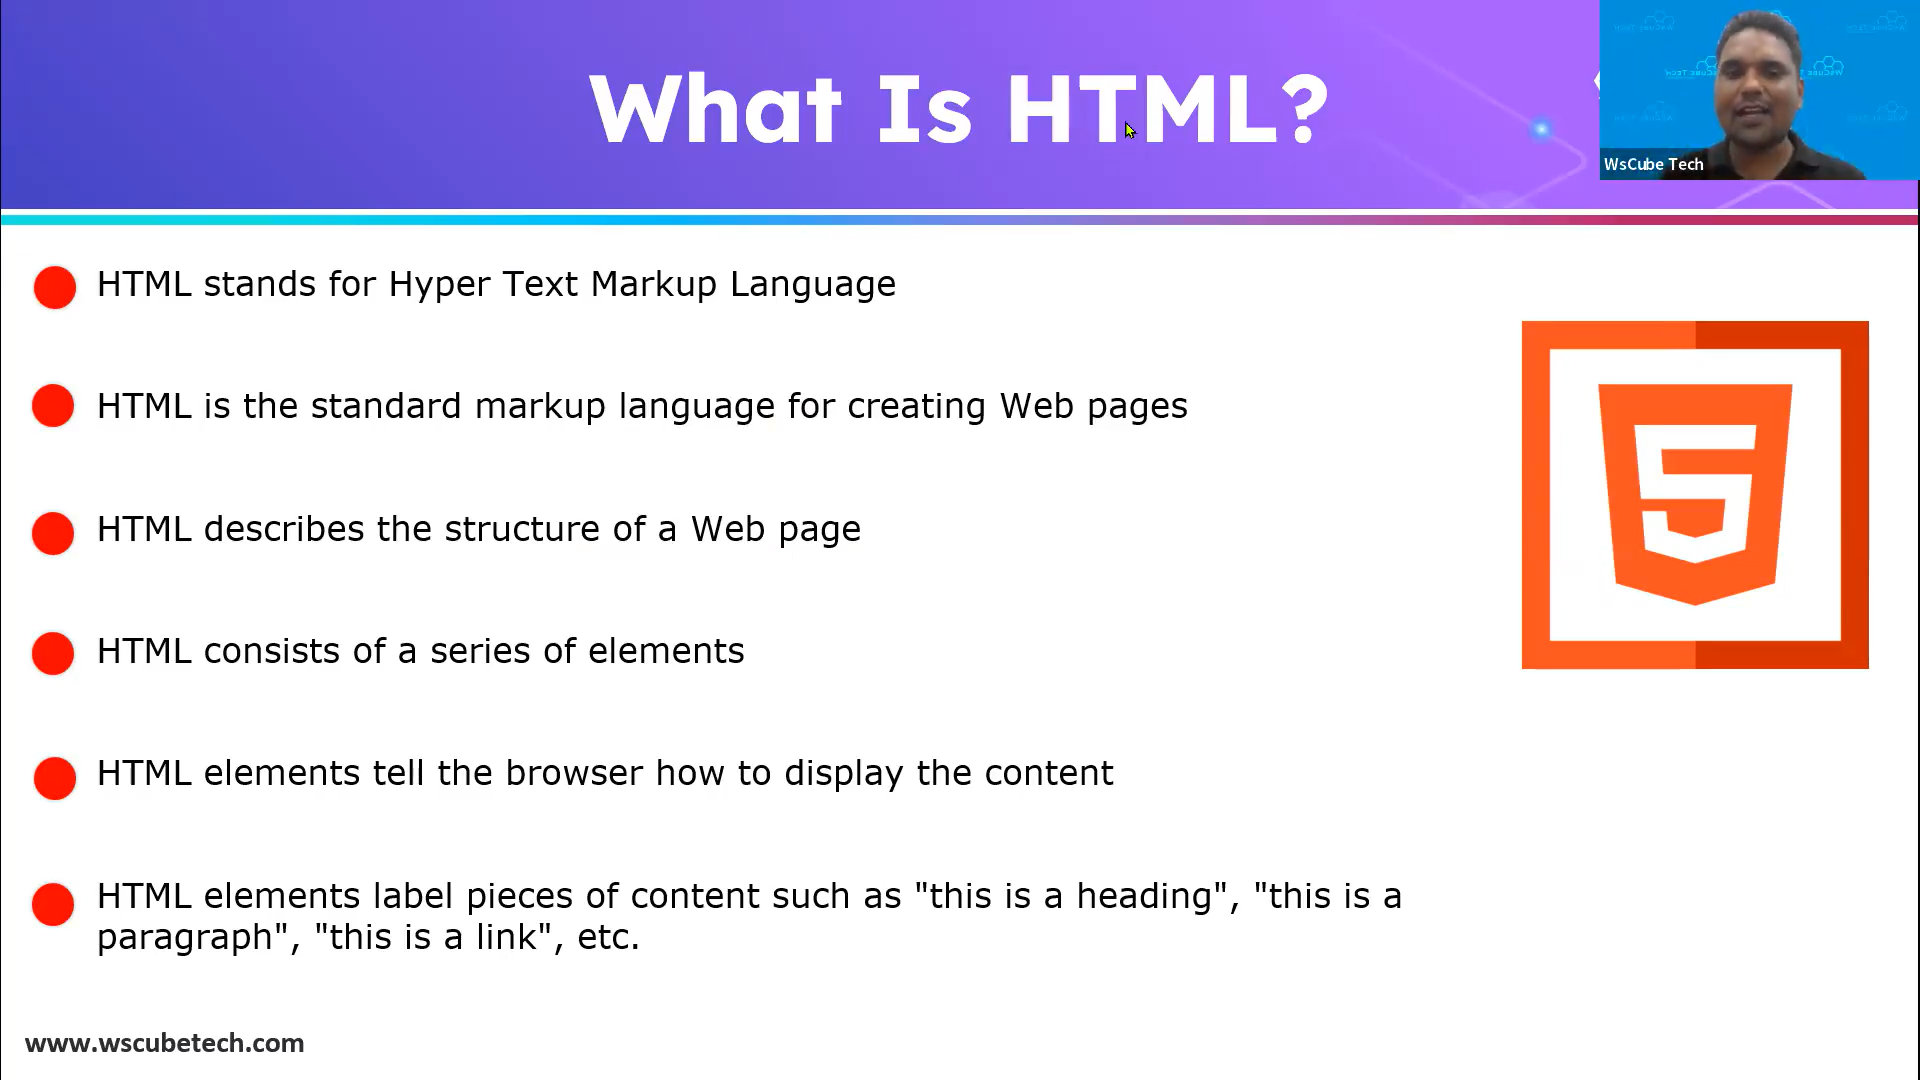 What Is HTML?
WsCube Tech
HTML stands for Hyper Text Markup Language
HTML is the standard markup language for creating Web pages
HTML describes the structure of a Web page
HTML consists of a series of elements
HTML elements tell the browser how to display the content
HTML elements label pieces of content such as "this is a heading", "this is a
paragraph", "this is a link", etc.
5
www.wscubetech.com